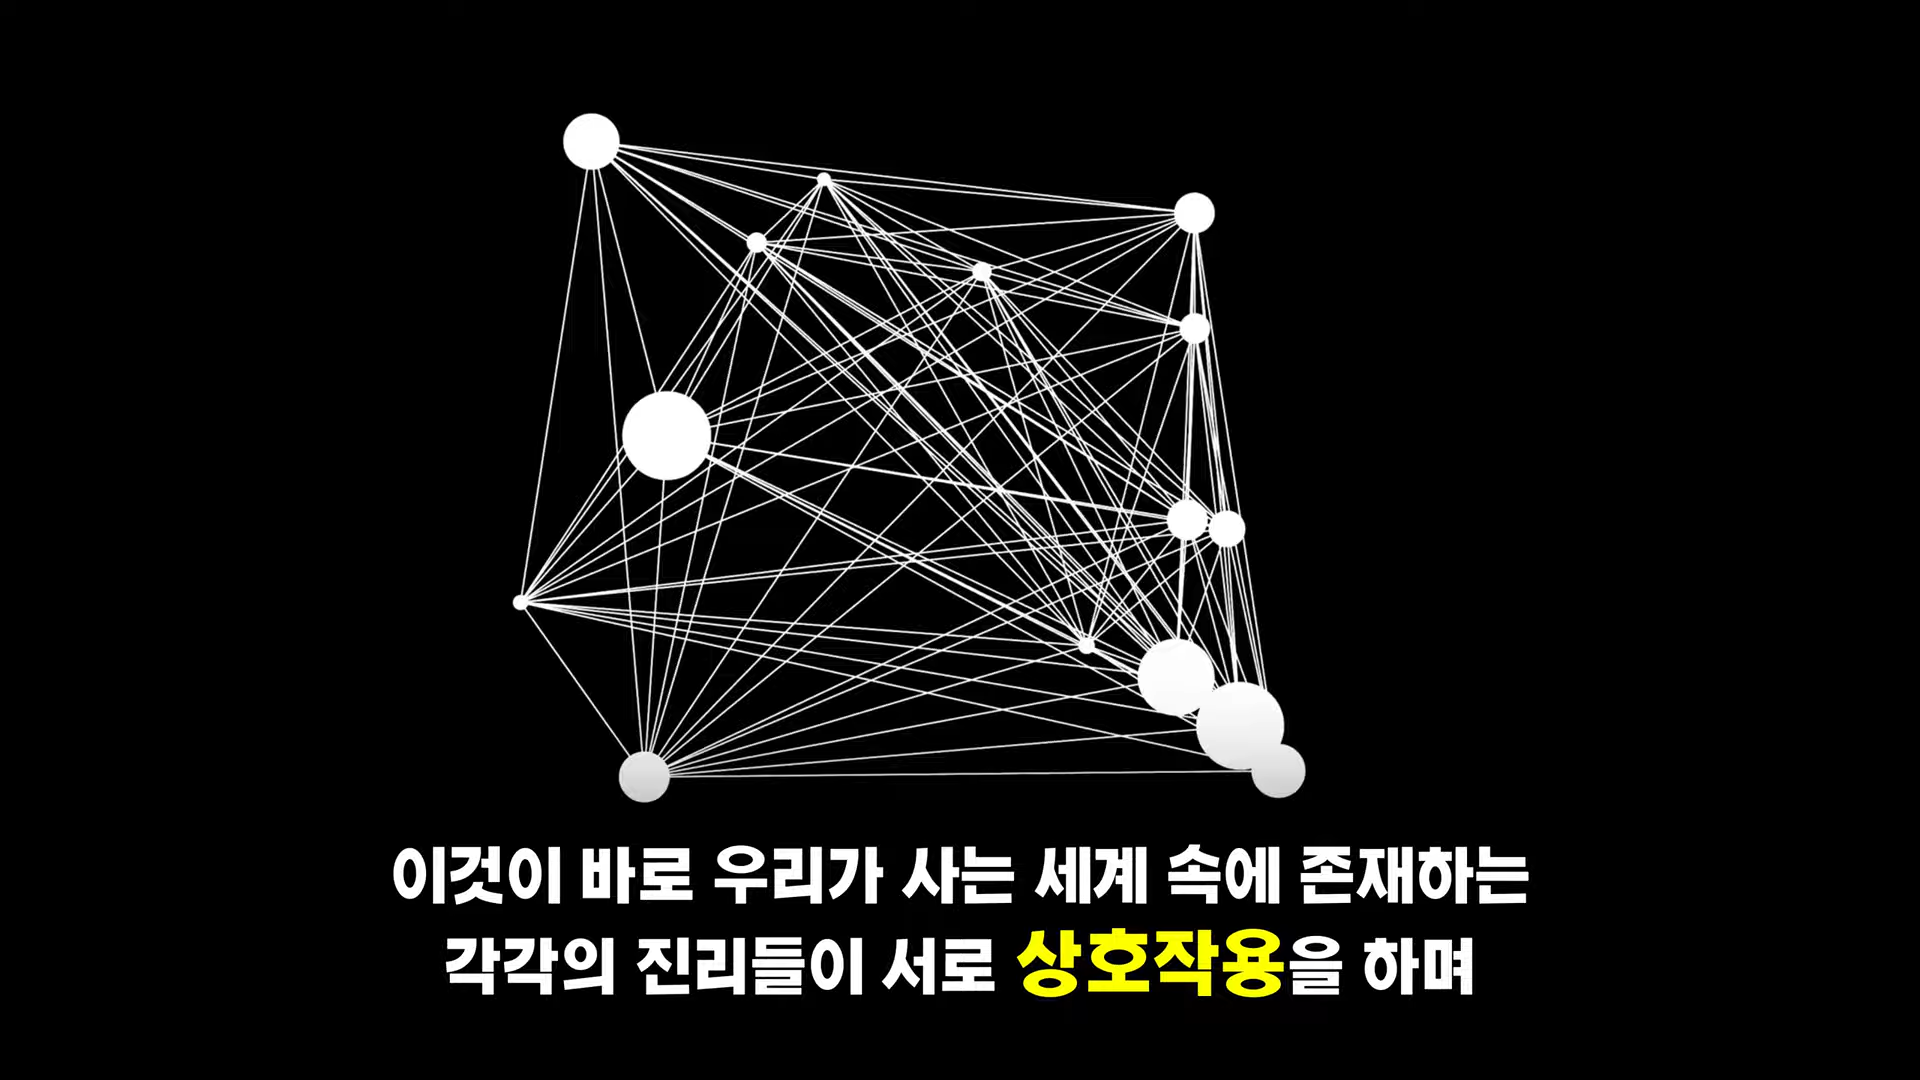 이것이 바로 우리가 사는 세계 속에 존재하는
각각의 진리들이 서로 상호작용을 하며